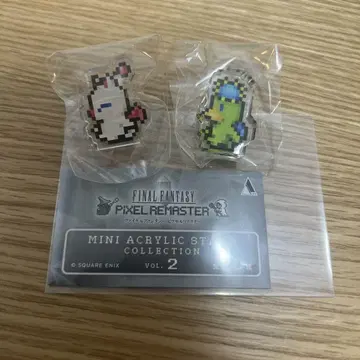 FINAL FANTASY
PIXEL REMASTER
MINI ACRYLIC STA
COLLECTION
© SQUARE ENIX
VOL. 2